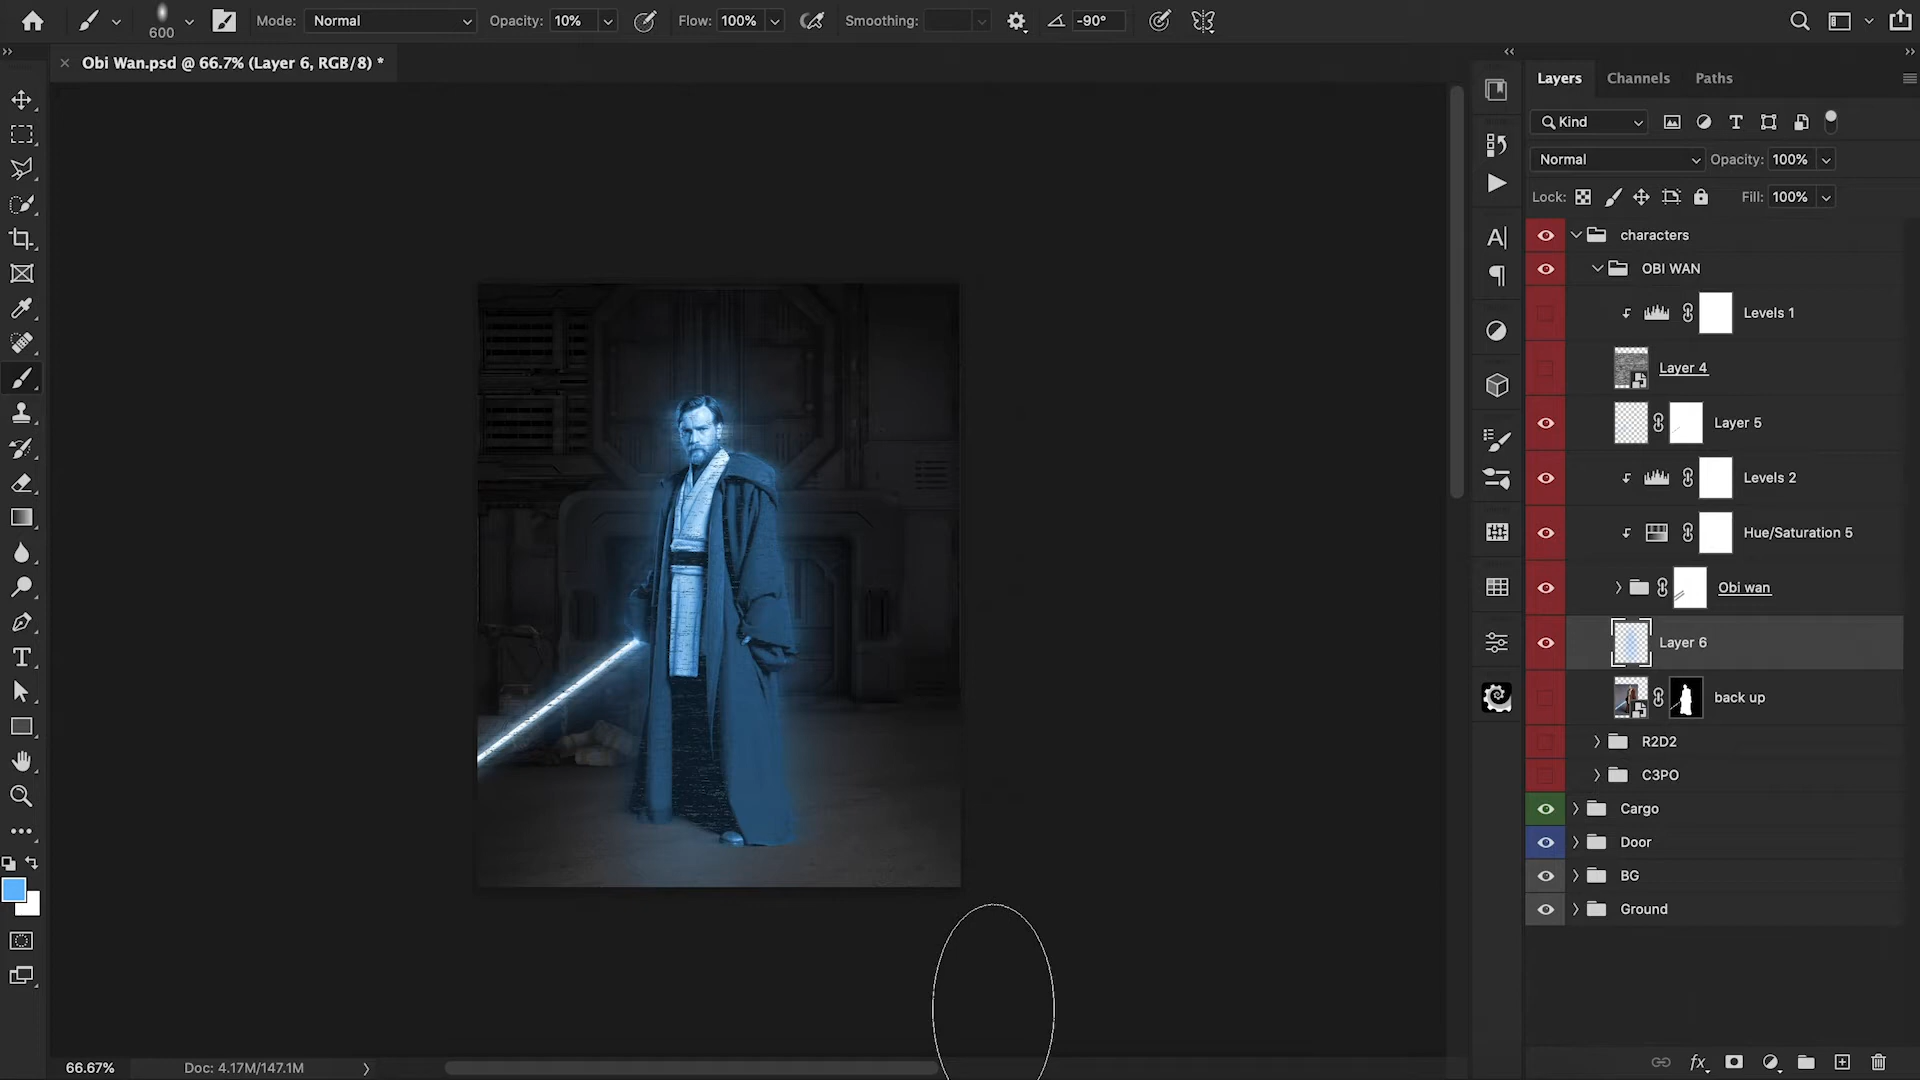 600
Mode: Normal
Opacity: 10%
Flow: 100%
Smoothing:
-90°
Obi Wan.psd @ 66.7% (Layer 6, RGB/8) *
Layers
Channels
Paths
Kind
Normal
Opacity: 100%
Lock:
Fill: 100%
characters
OBI WAN
Levels 1
Layer 4
Layer 5
Levels 2
Hue/Saturation 5
Obi wan
Layer 6
back up
R2D2
C3PO
Cargo
Door
BG
Ground
66.67%
Doc: 4.17M/147.1M